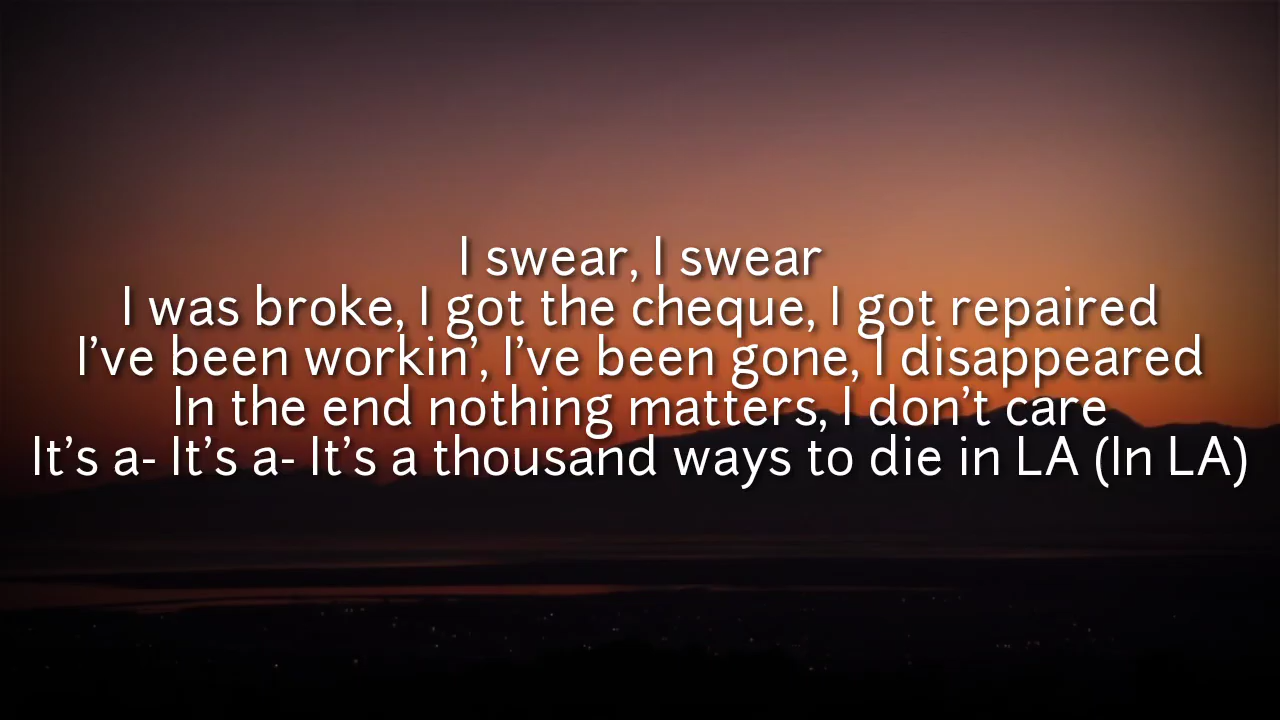 I swear, I swear
I was broke, I got the cheque, I got repaired
I've been workin', I've been gone, I disappeared
In the end nothing matters, I don't care
It's a- It's a- It's a thousand ways to die in LA (In LA)